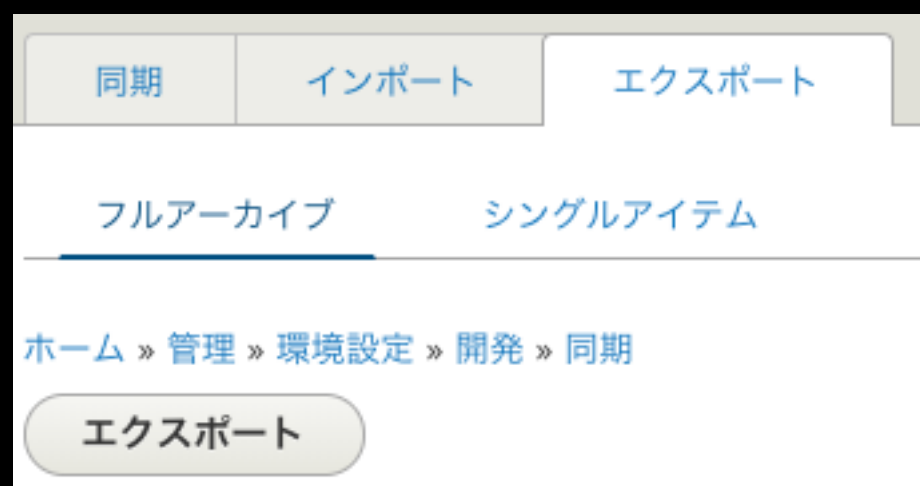 同期 インポート エクスポート
フルアーカイブ シングルアイテム
ホーム » 管理 » 環境設定 » 開発 » 同期
エクスポート